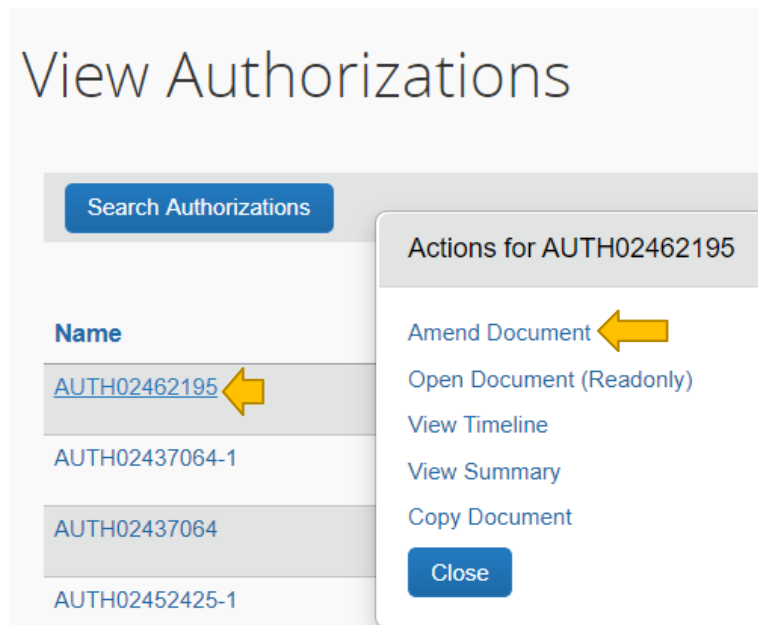 View Authorizations
Search Authorizations
Name
AUTH02462195
AUTH02437064-1
AUTH02437064
AUTH02452425-1
Actions for AUTH02462195
Amend Document
Open Document (Readonly)
View Timeline
View Summary
Copy Document
Close